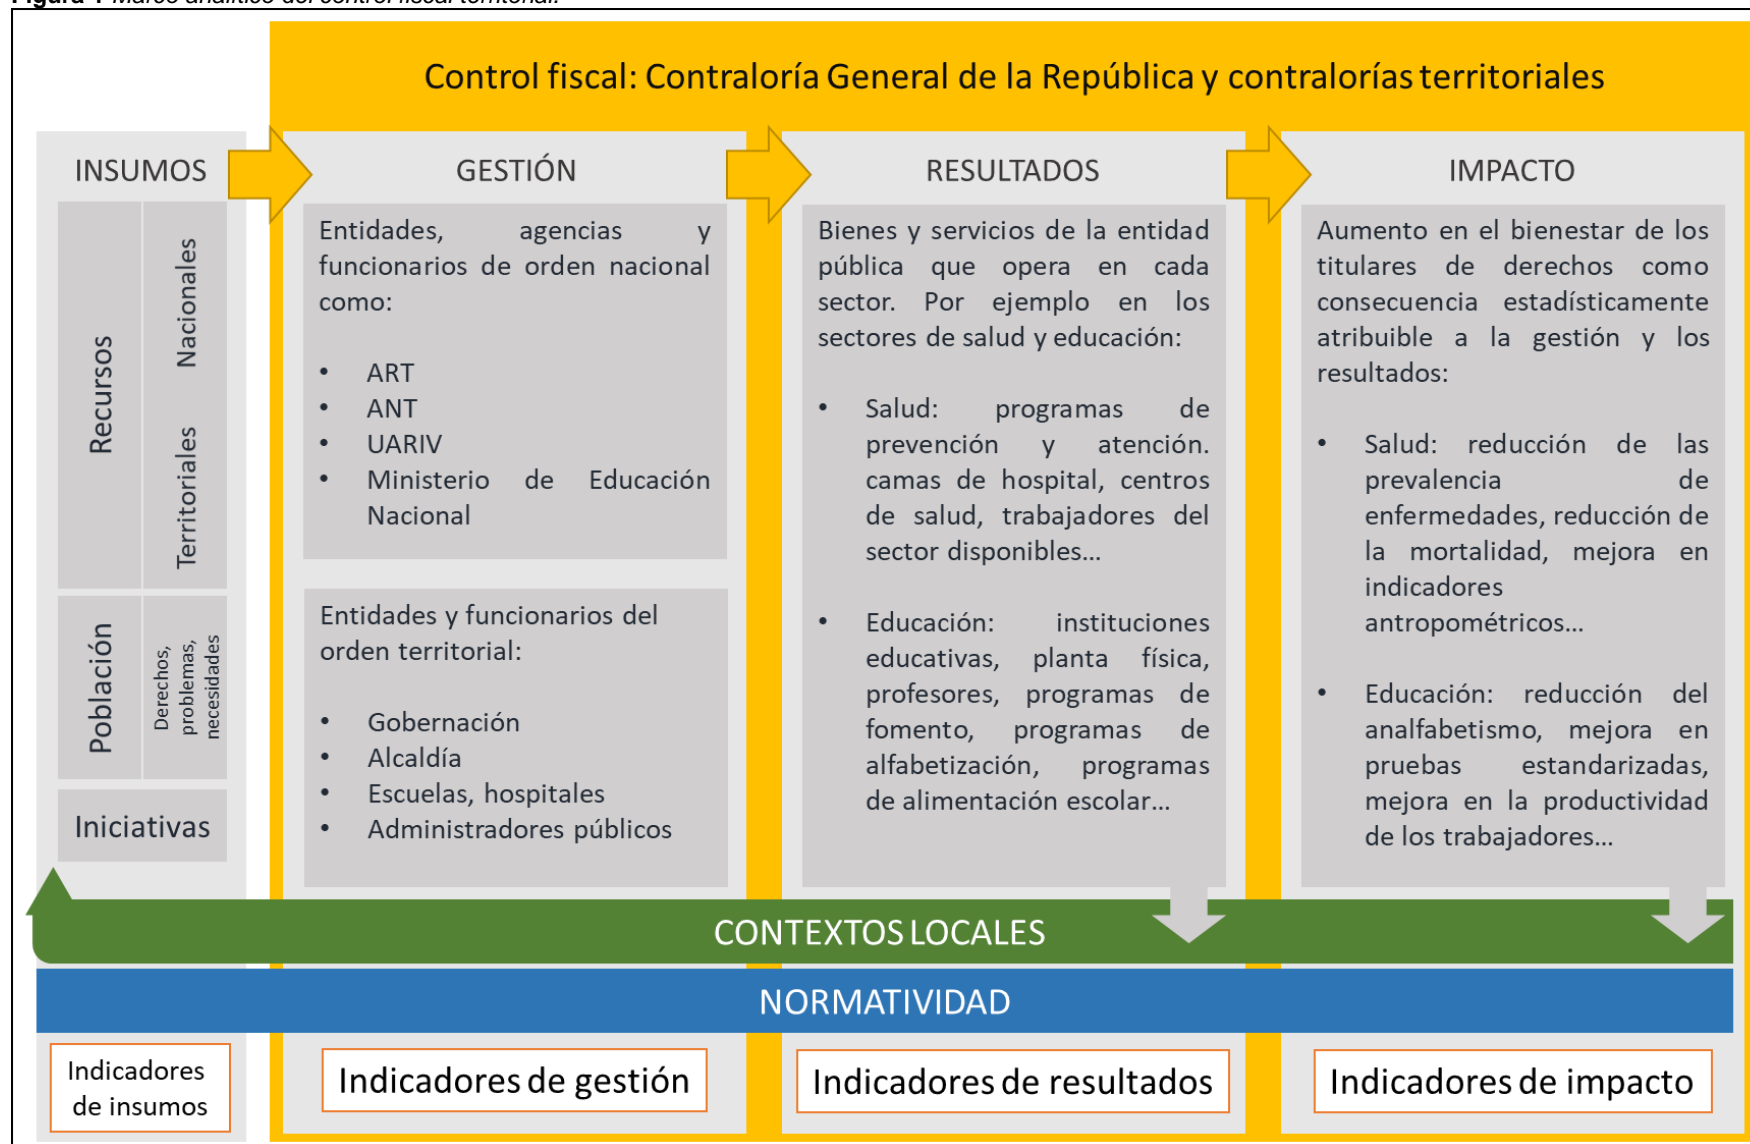 Figura 1 Marco analítico del control fiscal territorial.
Control fiscal: Contraloría General de la República y contralorías territoriales
INSUMOS
Recursos
Nacionales
Territoriales
Población
Derechos,
problemas,
necesidades
Iniciativas
GESTIÓN
Entidades, agencias y
funcionarios de orden nacional
como:
• ART
• ANT
• UARIV
• Ministerio de Educación
Nacional
Entidades y funcionarios del
orden territorial:
• Gobernación
• Alcaldía
• Escuelas, hospitales
• Administradores públicos
RESULTADOS
Bienes y servicios de la entidad
pública que opera en cada
sector. Por ejemplo en los
sectores de salud y educación:
• Salud: programas de
prevención y atención.
camas de hospital, centros
de salud, trabajadores del
sector disponibles...
• Educación: instituciones
educativas, planta física,
profesores, programas de
fomento, programas de
alfabetización, programas
de alimentación escolar...
IMPACTO
Aumento en el bienestar de los
titulares de derechos como
consecuencia estadísticamente
atribuible a la gestión y los
resultados:
• Salud: reducción de las
prevalencia de
enfermedades, reducción de
la mortalidad, mejora en
indicadores
antropométricos...
• Educación: reducción del
analfabetismo, mejora en
pruebas estandarizadas,
mejora en la productividad
de los trabajadores...
CONTEXTOS LOCALES
NORMATIVIDAD
Indicadores
de insumos
Indicadores de gestión
Indicadores de resultados
Indicadores de impacto